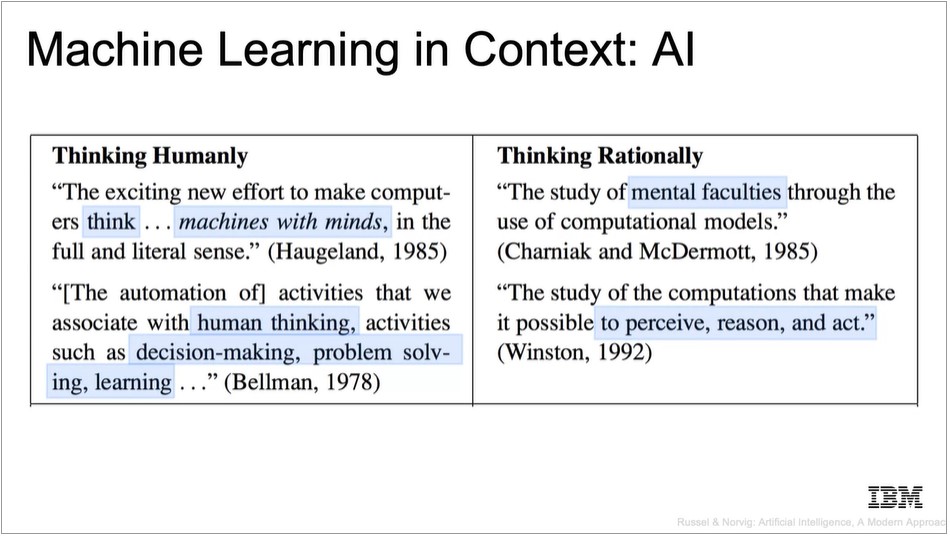 Machine Learning in Context: AI
Thinking Humanly
“The exciting new effort to make comput-
ers think . . . machines with minds, in the
full and literal sense.” (Haugeland, 1985)
“[The automation of] activities that we
associate with human thinking, activities
such as decision-making, problem solv-
ing, learning . . .” (Bellman, 1978)
Thinking Rationally
“The study of mental faculties through the
use of computational models.”
(Charniak and McDermott, 1985)
“The study of the computations that make
it possible to perceive, reason, and act.”
(Winston, 1992)
IBM
Russel & Norvig: Artificial Intelligence, A Modern Approac